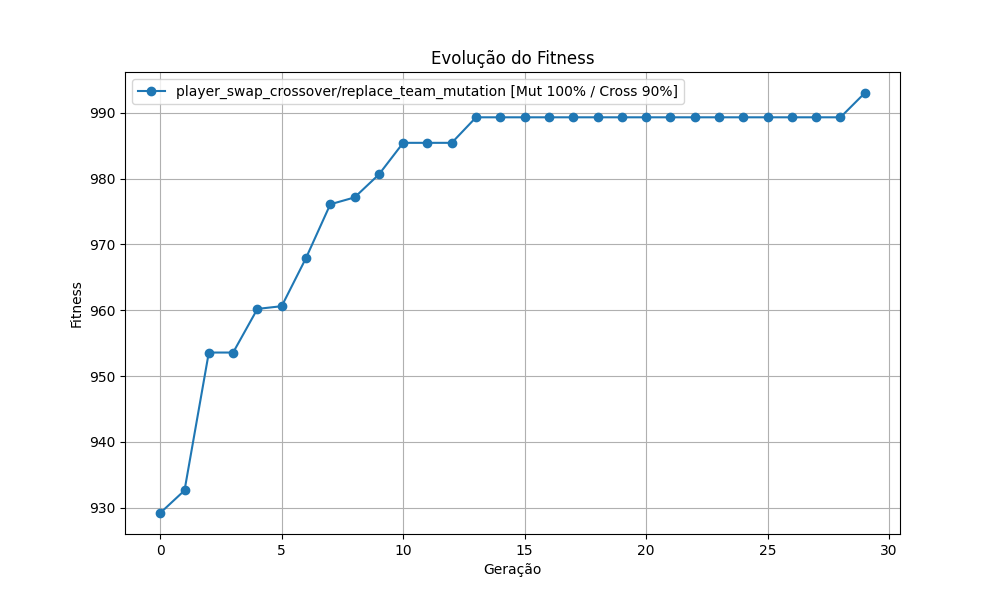 Evolução do Fitness
player_swap_crossover/replace_team_mutation [Mut 100% / Cross 90%]
990
980
970
960
950
940
930
Fitness
0 5 10 15 20 25 30
Geração